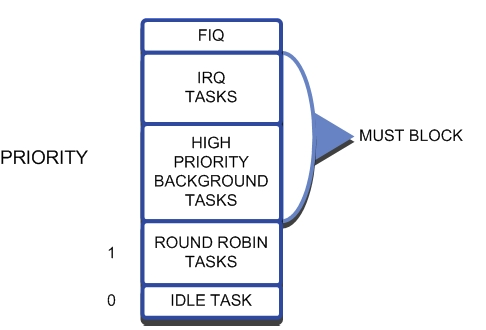 FIQ
IRQ
TASKS
HIGH
PRIORITY
BACKGROUND
TASKS
MUST BLOCK
PRIORITY
ROUND ROBIN
TASKS
1
IDLE TASK
0